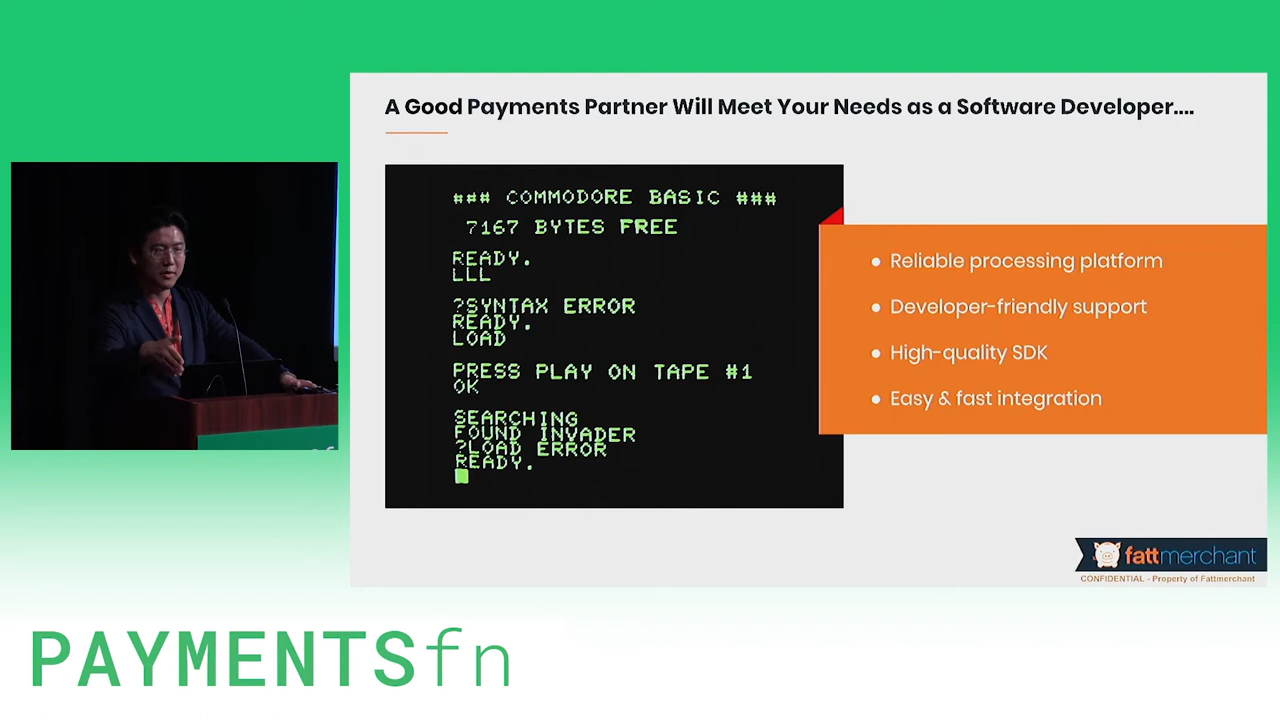 A Good Payments Partner Will Meet Your Needs as a Software Developer....
### COMMODORE BASIC ###
7167 BYTES FREE
READY.
LLL
?SYNTAX ERROR
READY.
LOAD
PRESS PLAY ON TAPE #1
OK
SEARCHING
FOUND INVADER
?LOAD ERROR
READY.
● Reliable processing platform
● Developer-friendly support
● High-quality SDK
● Easy & fast integration
fattmerchant
CONFIDENTIAL - Property of Fattmerchant
PAYMENTSfn